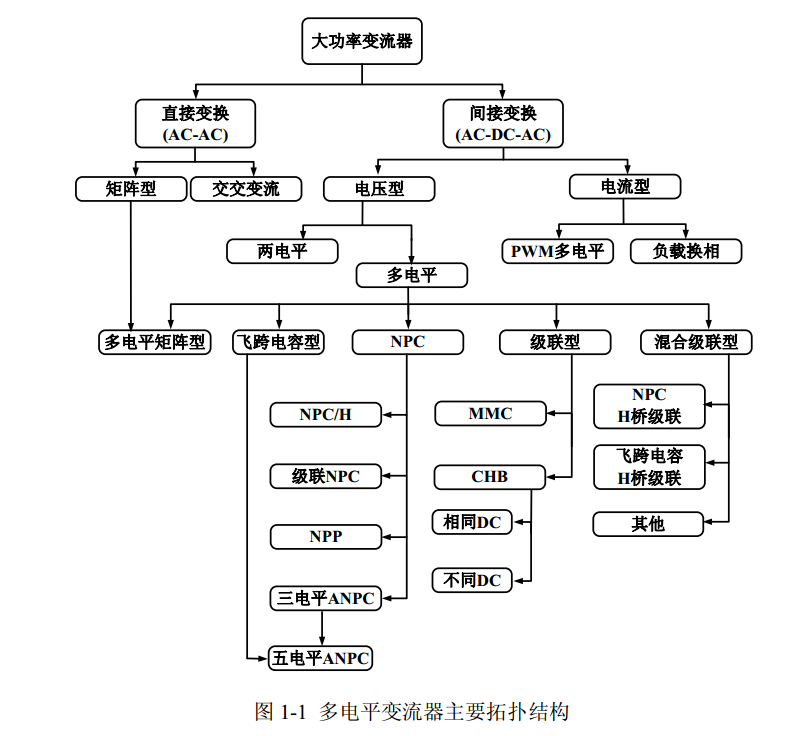 大功率变流器
直接变换
(AC-AC)
间接变换
(AC-DC-AC)
矩阵型
交交变流
电压型
电流型
两电平
多电平
PWM多电平
负载换相
多电平矩阵型
飞跨电容型
NPC
级联型
混合级联型
NPC/H
级联NPC
NPP
三电平ANPC
五电平ANPC
MMC
CHB
相同DC
不同DC
NPC
H桥级联
飞跨电容
H桥级联
其他
图 1-1 多电平变流器主要拓扑结构